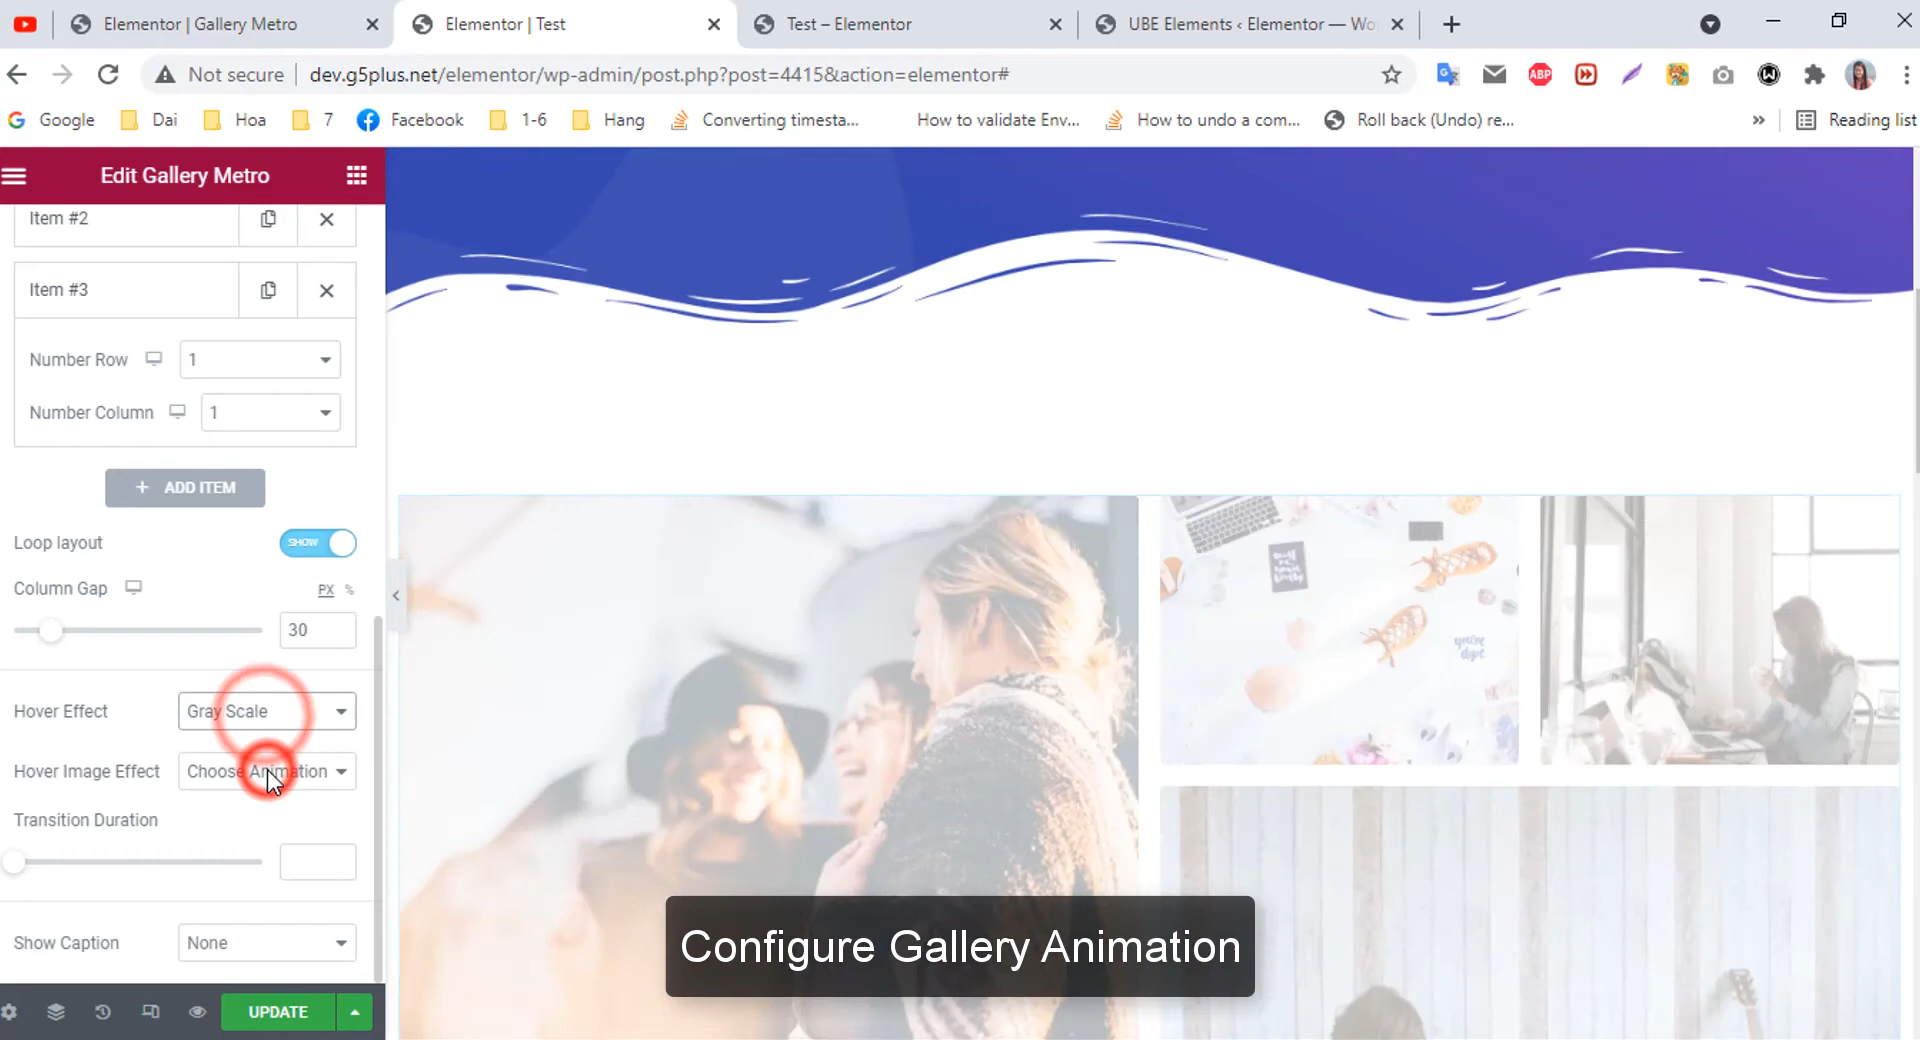 Elementor | Gallery Metro
Elementor | Test
Test – Elementor
UBE Elements ‹ Elementor — Wo
Not secure
dev.g5plus.net/elementor/wp-admin/post.php?post=4415&action=elementor#
ABP
Google
Dai
Hoa
7
Facebook
1-6
Hang
Converting timesta...
How to validate Env...
How to undo a com...
Roll back (Undo) re...
»
Reading list
Edit Gallery Metro
Item #2
Item #3
Number Row
1
Number Column
1
+ ADD ITEM
Loop layout
SHOW
Column Gap
PX %
30
Hover Effect
Gray Scale
Hover Image Effect
Choose Animation
Transition Duration
Show Caption
None
UPDATE
you're dope
Configure Gallery Animation